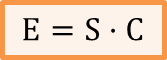 E = S · C